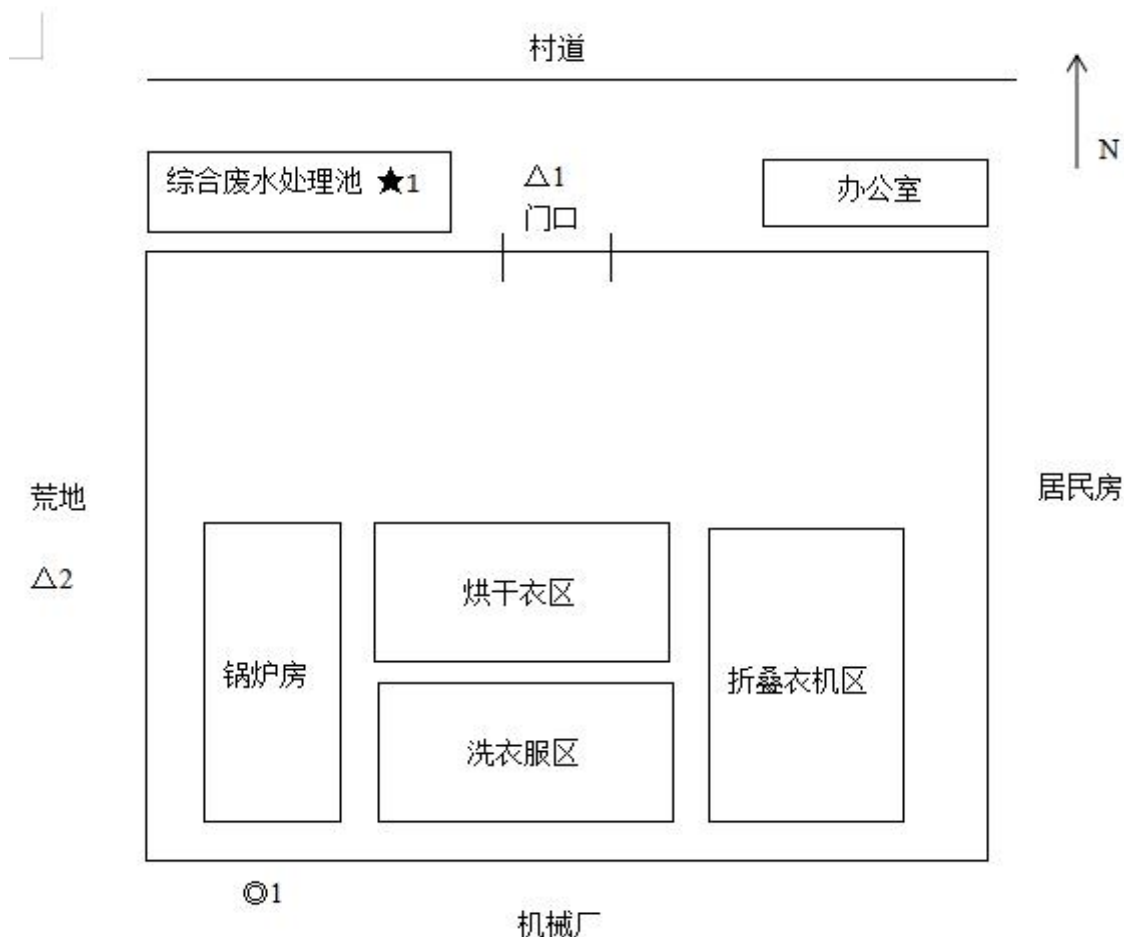 村道
N
综合废水处理池 ★1
△1
门口
办公室
荒地
居民房
△2
烘干衣区
锅炉房
折叠衣机区
洗衣服区
◎1
机械厂